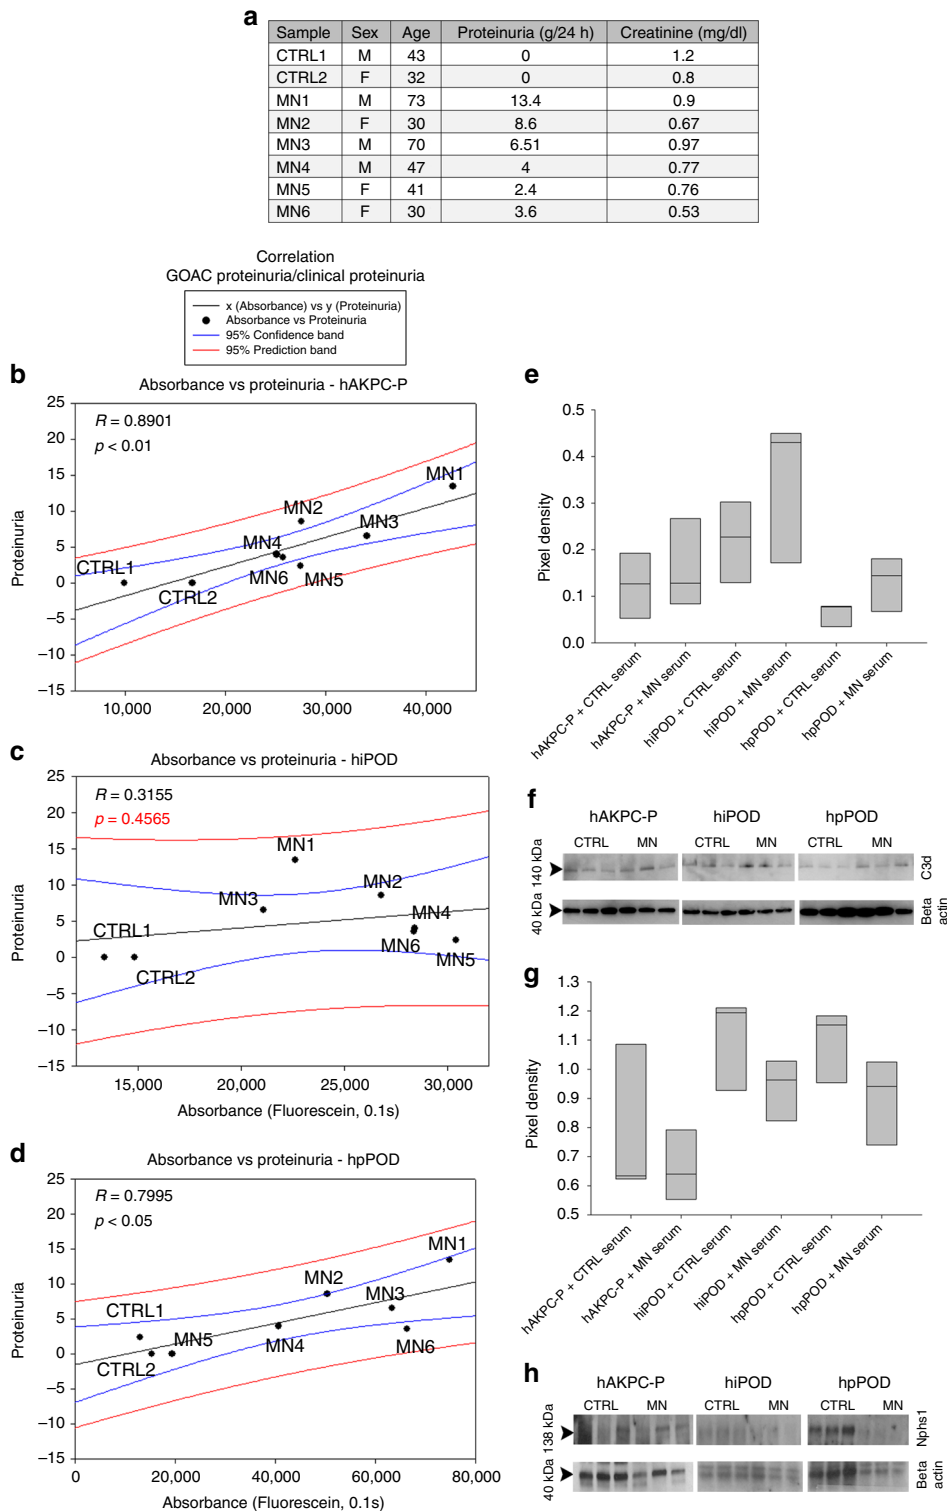 a
Sample Sex Age Proteinuria (g/24 h) Creatinine (mg/dl)
CTRL1 M 43 0 1.2
CTRL2 F 32 0 0.8
MN1 M 73 13.4 0.9
MN2 F 30 8.6 0.67
MN3 M 70 6.51 0.97
MN4 M 47 4 0.77
MN5 F 41 2.4 0.76
MN6 F 30 3.6 0.53
Correlation
GOAC proteinuria/clinical proteinuria
x (Absorbance) vs y (Proteinuria)
Absorbance vs Proteinuria
95% Confidence band
95% Prediction band
b
Absorbance vs proteinuria - hAKPC-P
R = 0.8901
p < 0.01
Proteinuria
25
20
15
10
5
0
−5
−10
−15
CTRL1
CTRL2
MN4
MN6
MN2
MN5
MN3
MN1
10,000 20,000 30,000 40,000
c
Absorbance vs proteinuria - hiPOD
R = 0.3155
p = 0.4565
Proteinuria
25
20
15
10
5
0
−5
−10
−15
CTRL1
CTRL2
MN3
MN1
MN2
MN4
MN6
MN5
15,000 20,000 25,000 30,000
Absorbance (Fluorescein, 0.1s)
d
Absorbance vs proteinuria - hpPOD
R = 0.7995
p < 0.05
Proteinuria
25
20
15
10
5
0
−5
−10
−15
CTRL1
CTRL2
MN5
MN4
MN2
MN3
MN6
MN1
0 20,000 40,000 60,000 80,000
Absorbance (Fluorescein, 0.1s)
e
Pixel density
0.5
0.4
0.3
0.2
0.1
0.0
hAKPC-P + CTRL serum
hAKPC-P + MN serum
hiPOD + CTRL serum
hiPOD + MN serum
hpPOD + CTRL serum
hpPOD + MN serum
f
hAKPC-P hiPOD hpPOD
CTRL MN CTRL MN CTRL MN
140 kDa
C3d
40 kDa
Beta
actin
g
Pixel density
1.3
1.2
1.1
1.0
0.9
0.8
0.7
0.6
0.5
hAKPC-P + CTRL serum
hAKPC-P + MN serum
hiPOD + CTRL serum
hiPOD + MN serum
hpPOD + CTRL serum
hpPOD + MN serum
h
hAKPC-P hiPOD hpPOD
CTRL MN CTRL MN CTRL MN
138 kDa
Nphs1
40 kDa
Beta
actin